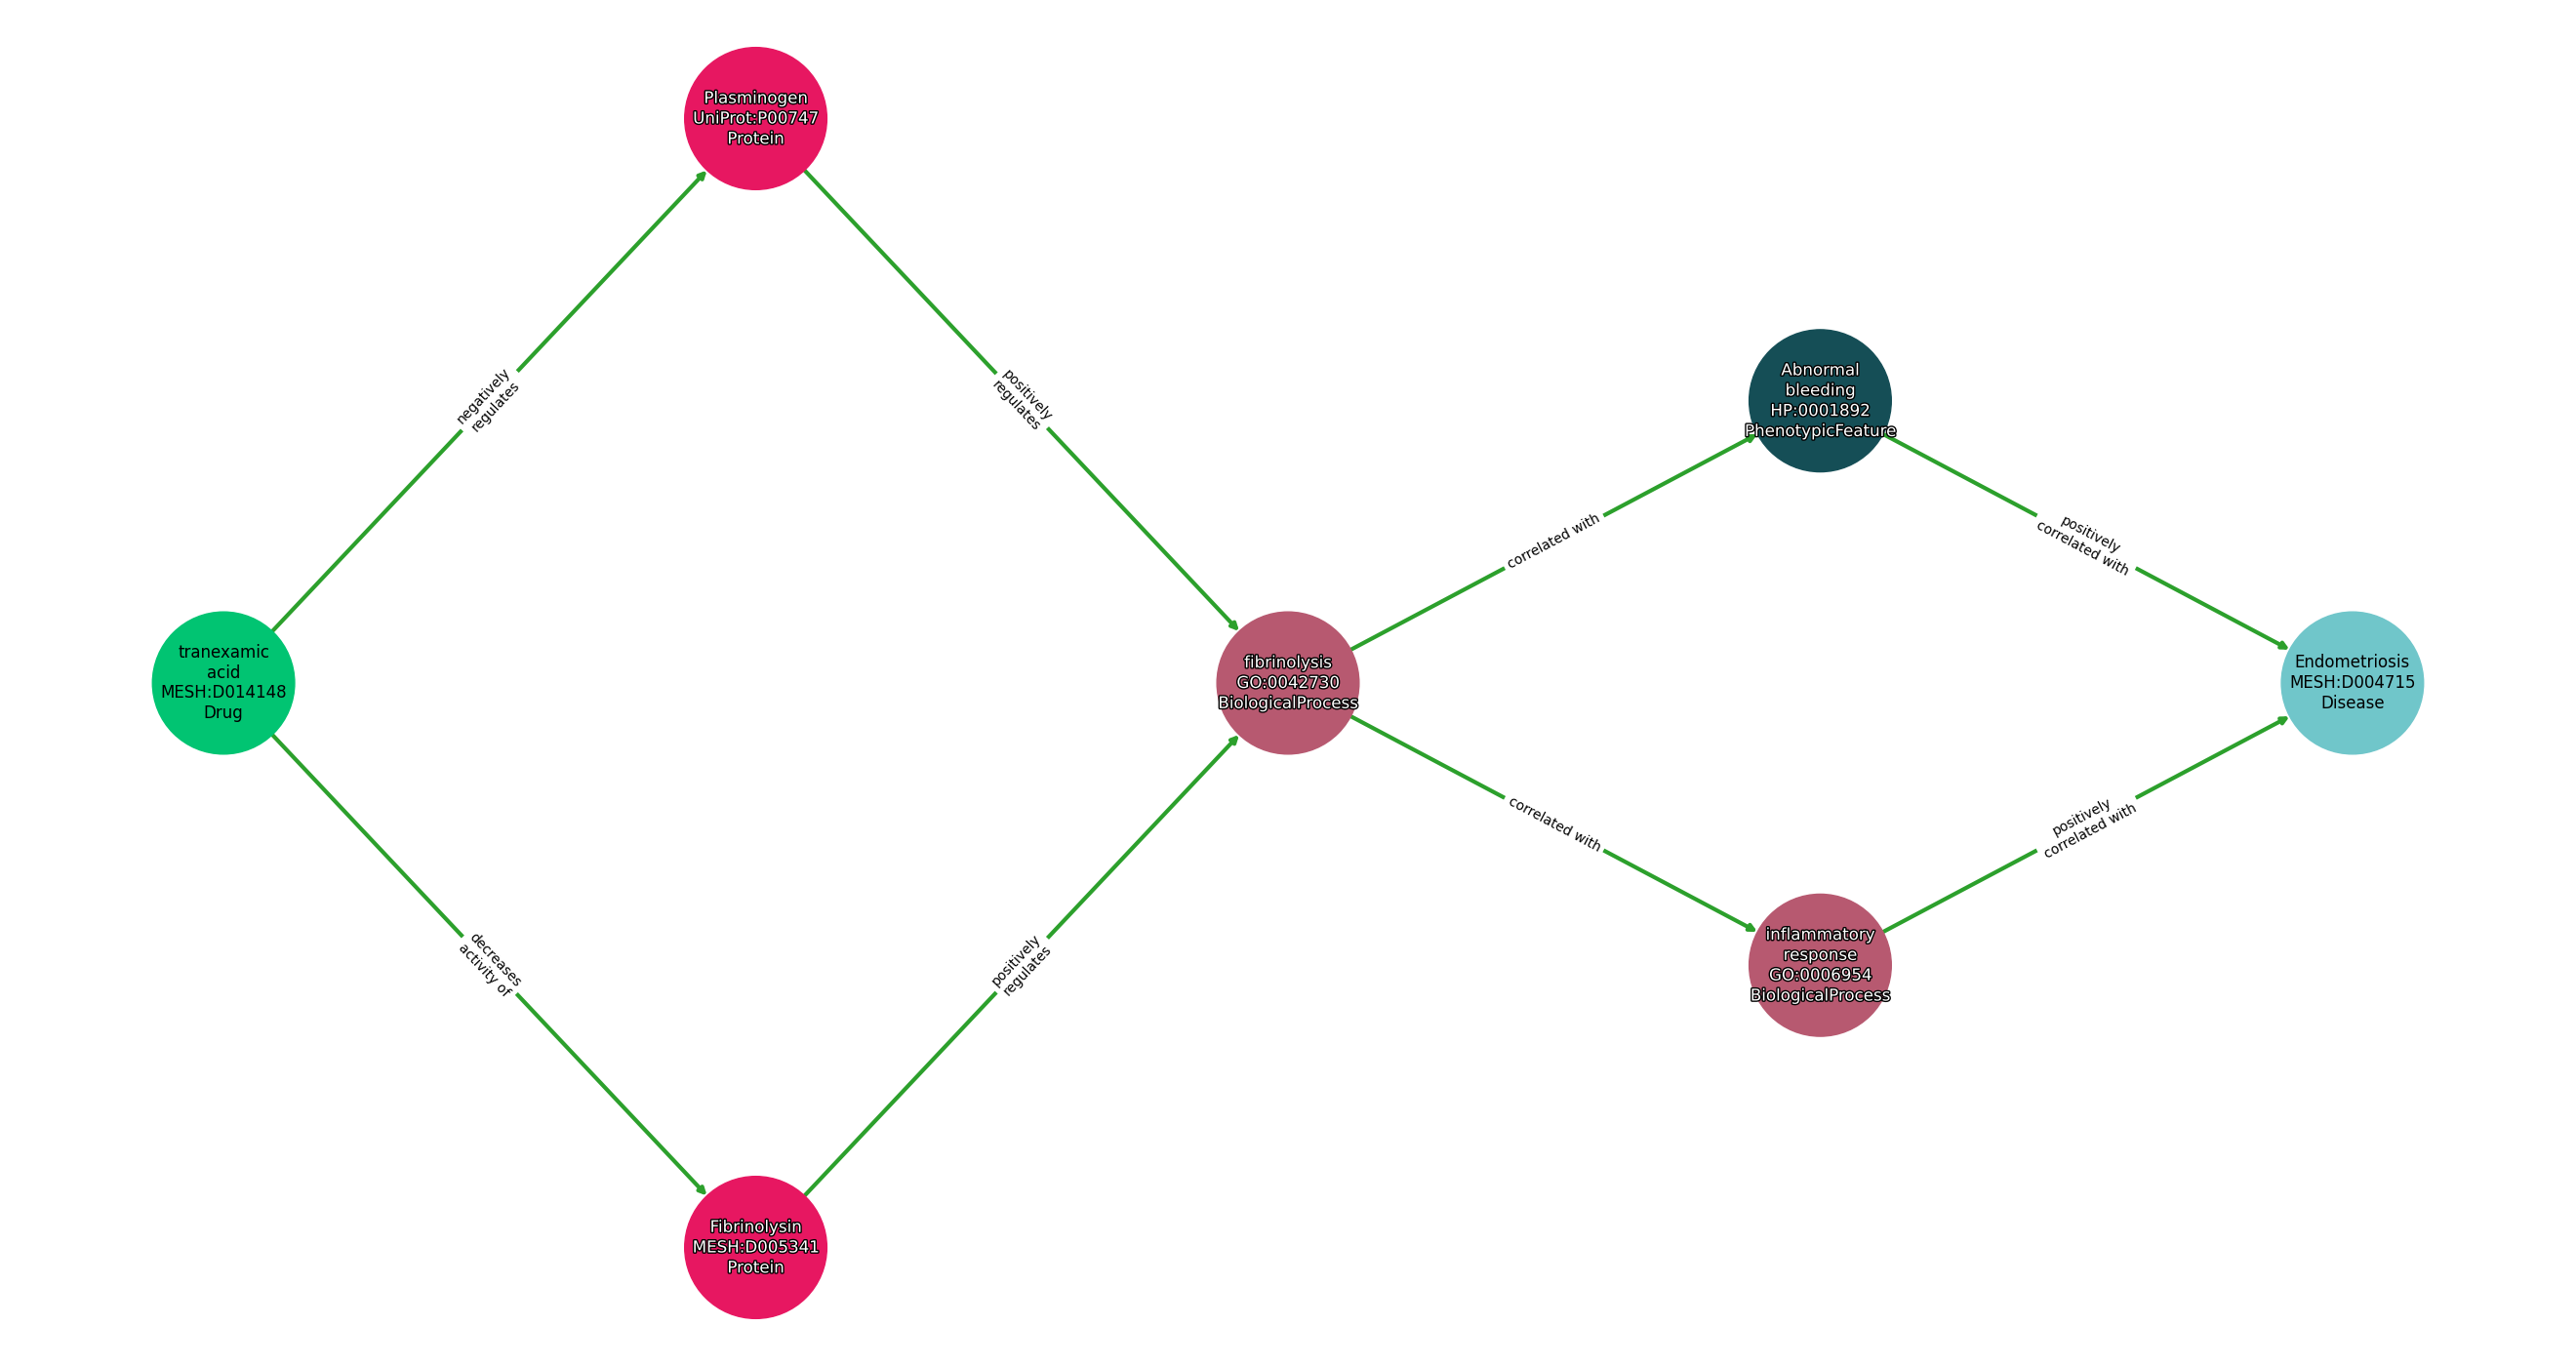 Plasminogen
UniProt:P00747
Protein
negatively
regulates
positively
regulates
Abnormal
bleeding
HP:0001892
PhenotypicFeature
correlated with
positively
correlated with
tranexamic
acid
MESH:D014148
Drug
fibrinolysis
GO:0042730
BiologicalProcess
Endometriosis
MESH:D004715
Disease
correlated with
positively
correlated with
decreases
activity of
positively
regulates
inflammatory
response
GO:0006954
BiologicalProcess
Fibrinolysin
MESH:D005341
Protein